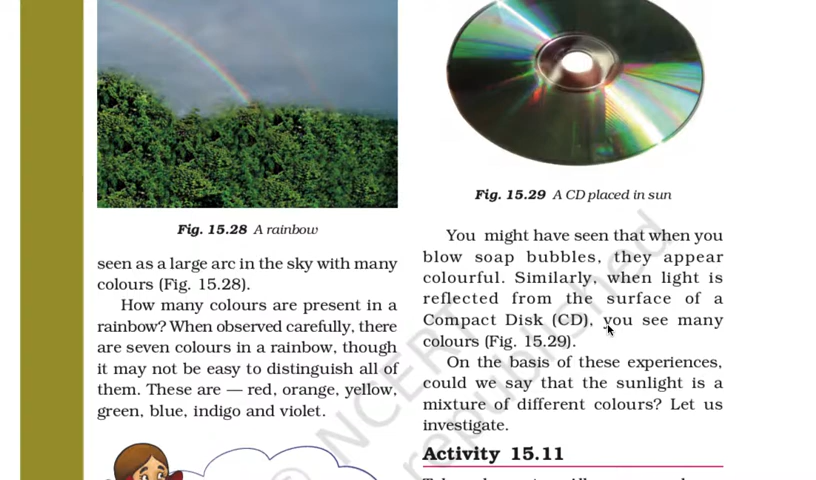 Fig. 15.28 A rainbow
seen as a large arc in the sky with many
colours (Fig. 15.28).
How many colours are present in a
rainbow? When observed carefully, there
are seven colours in a rainbow, though
it may not be easy to distinguish all of
them. These are — red, orange, yellow,
green, blue, indigo and violet.
Fig. 15.29 A CD placed in sun
You might have seen that when you
blow soap bubbles, they appear
colourful. Similarly, when light is
reflected from the surface of a
Compact Disk (CD), you see many
colours (Fig. 15.29).
On the basis of these experiences,
could we say that the sunlight is a
mixture of different colours? Let us
investigate.
Activity 15.11
© NCERT
republished